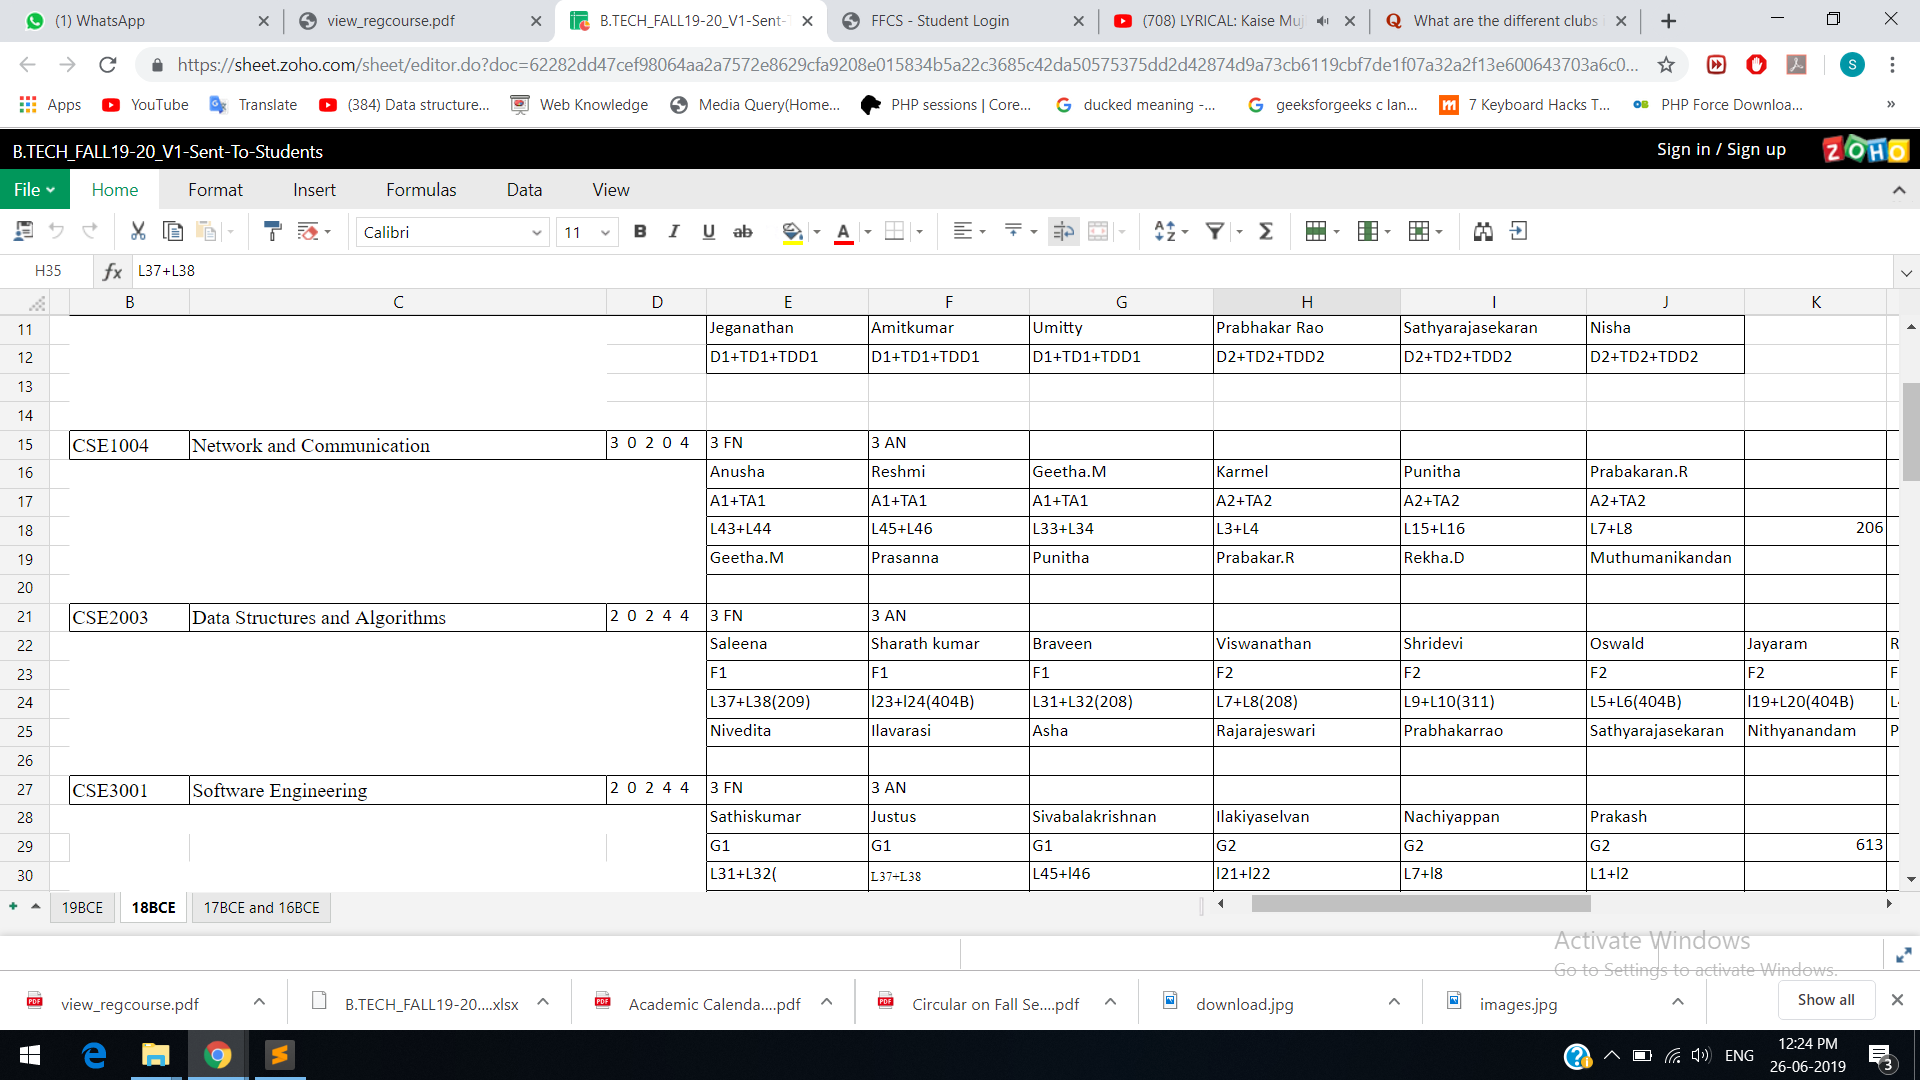 (1) WhatsApp view_regcourse.pdf B.TECH_FALL19-20_V1-Sent- FFCS - Student Login (708) LYRICAL: Kaise Muj What are the different clubs
https://sheet.zoho.com/sheet/editor.do?doc=62282dd47cef98064aa2a7572e8629cfa9208e015834b5a22c3685c42da50575375dd2d42874d9a73cb6119cbf7de1f07a32a2f13e600643703a6c0... S
Apps YouTube Translate (384) Data structure... Web Knowledge Media Query(Home... PHP sessions | Core... ducked meaning -... geeksforgeeks c lan... 7 Keyboard Hacks T... PHP Force Downloa... »
B.TECH_FALL19-20_V1-Sent-To-Students Sign in / Sign up ZOHO
File Home Format Insert Formulas Data View
Calibri 11 B I U ab A
H35 fx L37+L38
B C D E F G H I J K
11 Jeganathan Amitkumar Umitty Prabhakar Rao Sathyarajasekaran Nisha
12 D1+TD1+TDD1 D1+TD1+TDD1 D1+TD1+TDD1 D2+TD2+TDD2 D2+TD2+TDD2 D2+TD2+TDD2
13
14
15 CSE1004 Network and Communication 3 0 2 0 4 3 FN 3 AN
16 Anusha Reshmi Geetha.M Karmel Punitha Prabakaran.R
17 A1+TA1 A1+TA1 A1+TA1 A2+TA2 A2+TA2 A2+TA2
18 L43+L44 L45+L46 L33+L34 L3+L4 L15+L16 L7+L8 206
19 Geetha.M Prasanna Punitha Prabakar.R Rekha.D Muthumanikandan
20
21 CSE2003 Data Structures and Algorithms 2 0 2 4 4 3 FN 3 AN
22 Saleena Sharath kumar Braveen Viswanathan Shridevi Oswald Jayaram R
23 F1 F1 F1 F2 F2 F2 F2 F
24 L37+L38(209) l23+l24(404B) L31+L32(208) L7+L8(208) L9+L10(311) L5+L6(404B) l19+L20(404B) L
25 Nivedita Ilavarasi Asha Rajarajeswari Prabhakarrao Sathyarajasekaran Nithyanandam P
26
27 CSE3001 Software Engineering 2 0 2 4 4 3 FN 3 AN
28 Sathiskumar Justus Sivabalakrishnan Ilakiyaselvan Nachiyappan Prakash
29 G1 G1 G1 G2 G2 G2 613
30 L31+L32( L37+L38 L45+l46 l21+l22 L7+l8 L1+l2
19BCE 18BCE 17BCE and 16BCE
Activate Windows
Go to Settings to activate Windows.
view_regcourse.pdf B.TECH_FALL19-20....xlsx Academic Calenda....pdf Circular on Fall Se....pdf download.jpg images.jpg Show all
ENG 12:24 PM
26-06-2019 3